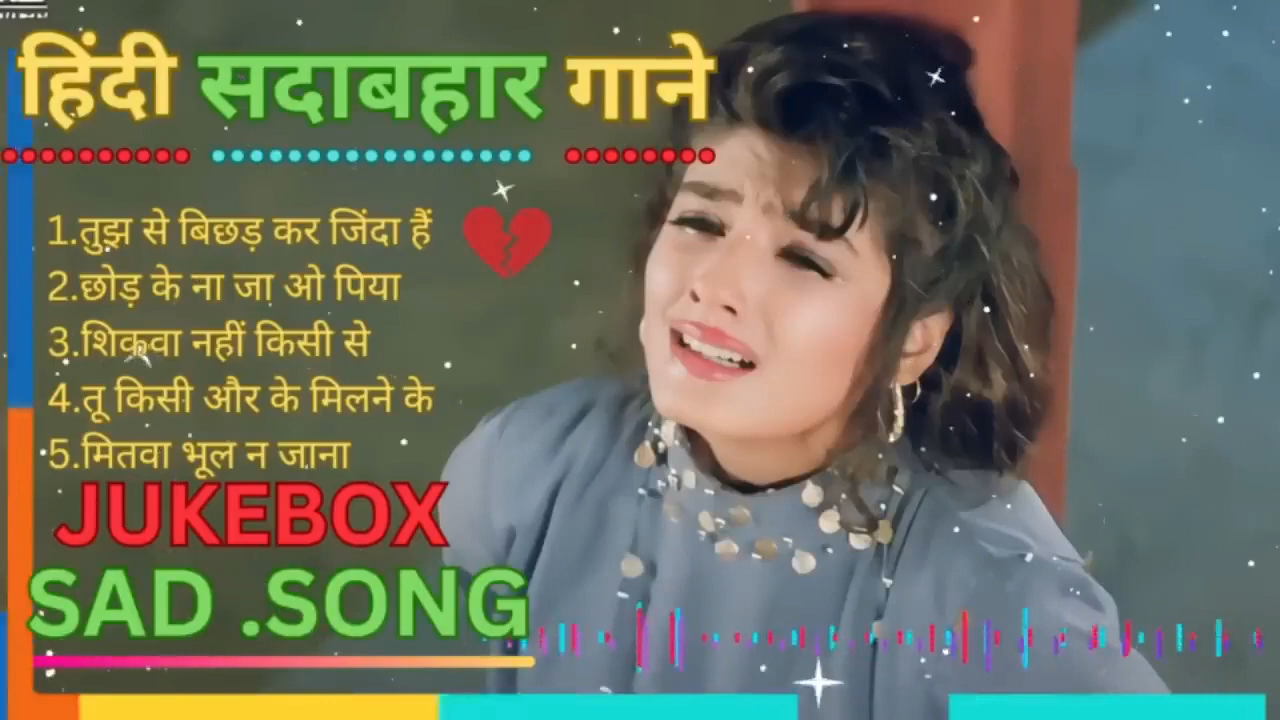 हिंदी सदाबहार गाने
1.तुझ से बिछड़ कर जिंदा हैं
2.छोड़ के ना जा ओ पिया
3.शिकवा नहीं किसी से
4.तू किसी और के मिलने के
5.मितवा भूल न जाना
JUKEBOX
SAD .SONG